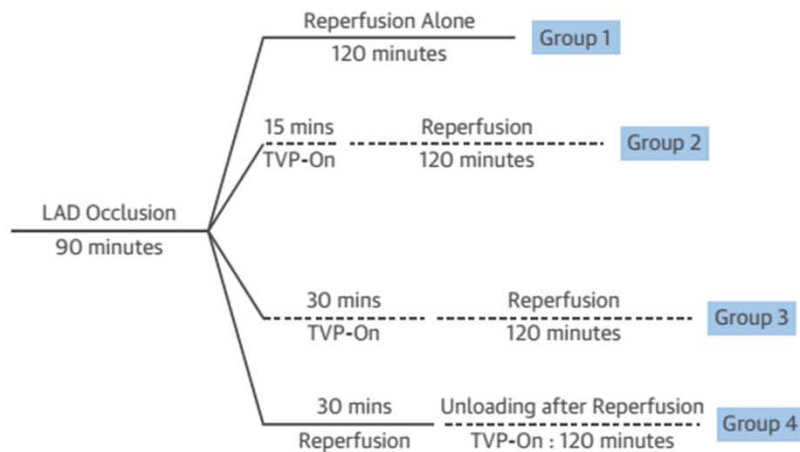 Reperfusion Alone
120 minutes
Group 1
15 mins
TVP-On
Reperfusion
120 minutes
Group 2
LAD Occlusion
90 minutes
30 mins
TVP-On
Reperfusion
120 minutes
Group 3
30 mins
Reperfusion
Unloading after Reperfusion
TVP-On : 120 minutes
Group 4